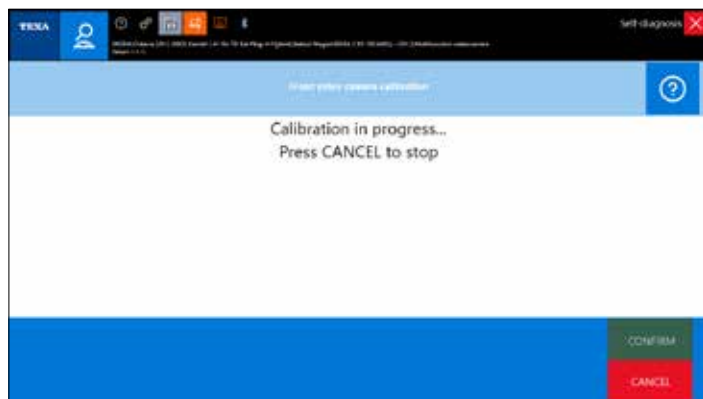 TEXA
Self-diagnosis
Front video camera calibration
?
Calibration in progress...
Press CANCEL to stop
CONFIRM
CANCEL